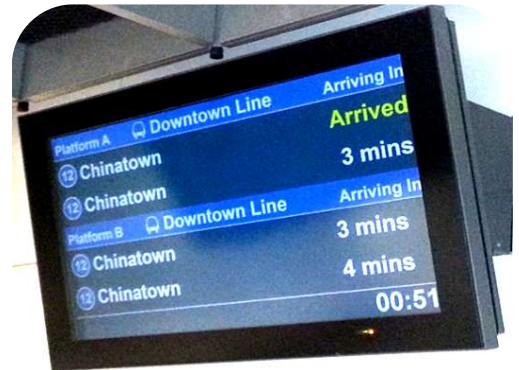 Platform A Downtown Line Arriving In
12 Chinatown Arrived
12 Chinatown 3 mins
Platform B Downtown Line Arriving In
12 Chinatown 3 mins
12 Chinatown 4 mins
00:51